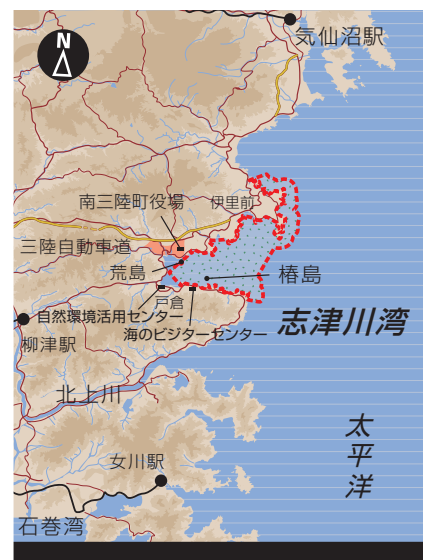 N
気仙沼駅
南三陸町役場
伊里前
三陸自動車道
荒島
椿島
戸倉
自然環境活用センター
海のビジターセンター
志津川湾
柳津駅
北上川
太平洋
女川駅
石巻湾